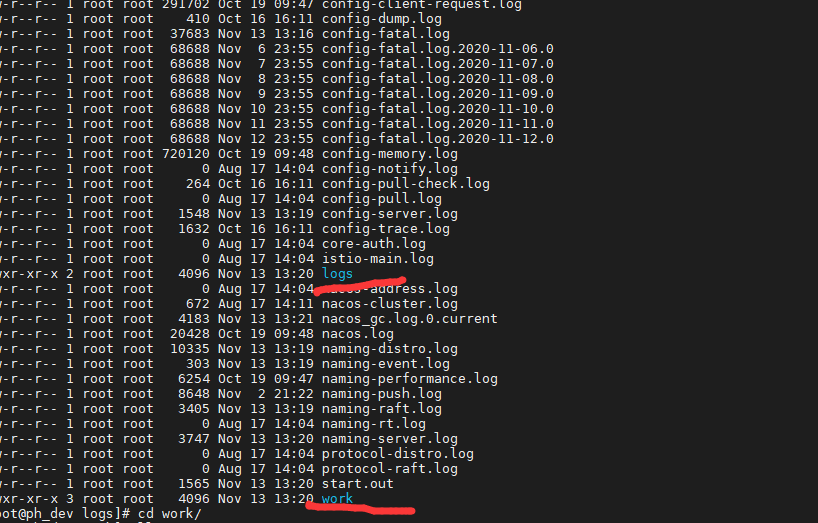 w-r--r-- 1 root root 291702 Oct 19 09:47 config-client-request.log
w-r--r-- 1 root root    410 Oct 16 16:11 config-dump.log
w-r--r-- 1 root root  37683 Nov 13 13:16 config-fatal.log
w-r--r-- 1 root root  68688 Nov  6 23:55 config-fatal.log.2020-11-06.0
w-r--r-- 1 root root  68688 Nov  7 23:55 config-fatal.log.2020-11-07.0
w-r--r-- 1 root root  68688 Nov  8 23:55 config-fatal.log.2020-11-08.0
w-r--r-- 1 root root  68688 Nov  9 23:55 config-fatal.log.2020-11-09.0
w-r--r-- 1 root root  68688 Nov 10 23:55 config-fatal.log.2020-11-10.0
w-r--r-- 1 root root  68688 Nov 11 23:55 config-fatal.log.2020-11-11.0
w-r--r-- 1 root root  68688 Nov 12 23:55 config-fatal.log.2020-11-12.0
w-r--r-- 1 root root 720120 Oct 19 09:48 config-memory.log
w-r--r-- 1 root root      0 Aug 17 14:04 config-notify.log
w-r--r-- 1 root root    264 Oct 16 16:11 config-pull-check.log
w-r--r-- 1 root root      0 Aug 17 14:04 config-pull.log
w-r--r-- 1 root root   1548 Nov 13 13:19 config-server.log
w-r--r-- 1 root root   1632 Oct 16 16:11 config-trace.log
w-r--r-- 1 root root      0 Aug 17 14:04 core-auth.log
w-r--r-- 1 root root      0 Aug 17 14:04 istio-main.log
wxr-xr-x 2 root root   4096 Nov 13 13:20 logs
w-r--r-- 1 root root      0 Aug 17 14:04 nacos-address.log
w-r--r-- 1 root root    672 Aug 17 14:11 nacos-cluster.log
w-r--r-- 1 root root   4183 Nov 13 13:21 nacos_gc.log.0.current
w-r--r-- 1 root root  20428 Oct 19 09:48 nacos.log
w-r--r-- 1 root root  10335 Nov 13 13:19 naming-distro.log
w-r--r-- 1 root root    303 Nov 13 13:19 naming-event.log
w-r--r-- 1 root root   6254 Oct 19 09:47 naming-performance.log
w-r--r-- 1 root root   8648 Nov  2 21:22 naming-push.log
w-r--r-- 1 root root   3405 Nov 13 13:19 naming-raft.log
w-r--r-- 1 root root      0 Aug 17 14:04 naming-rt.log
w-r--r-- 1 root root   3747 Nov 13 13:20 naming-server.log
w-r--r-- 1 root root      0 Aug 17 14:04 protocol-distro.log
w-r--r-- 1 root root      0 Aug 17 14:04 protocol-raft.log
w-r--r-- 1 root root   1565 Nov 13 13:20 start.out
wxr-xr-x 3 root root   4096 Nov 13 13:20 work
oot@ph_dev logs]# cd work/